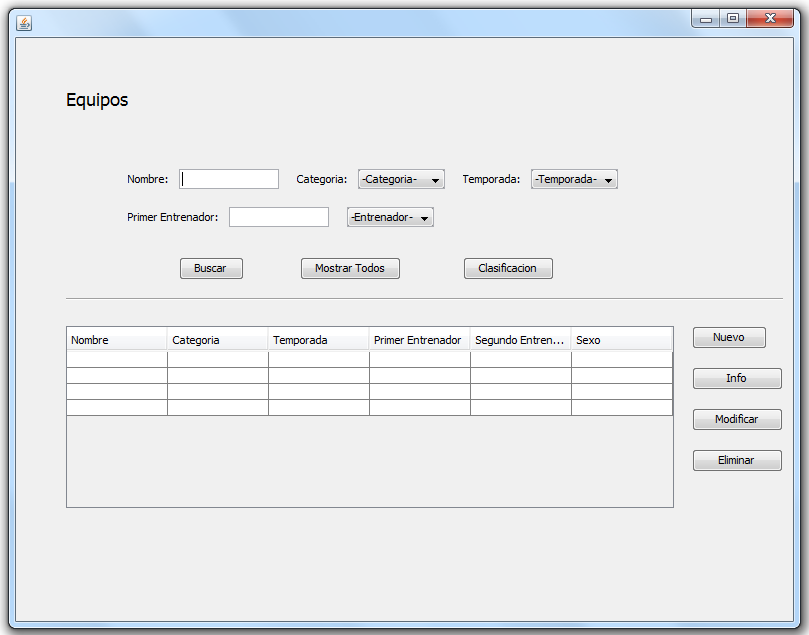 Equipos
Nombre: Categoria: -Categoria- Temporada: -Temporada-
Primer Entrenador: -Entrenador-
Buscar Mostrar Todos Clasificacion
Nombre Categoria Temporada Primer Entrenador Segundo Entren... Sexo
Nuevo
Info
Modificar
Eliminar